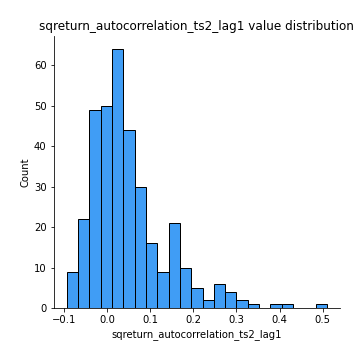 sqreturn_autocorrelation_ts2_lag1 value distribution
Count
60
50
40
30
20
10
0
−0.1 0.0 0.1 0.2 0.3 0.4 0.5
sqreturn_autocorrelation_ts2_lag1